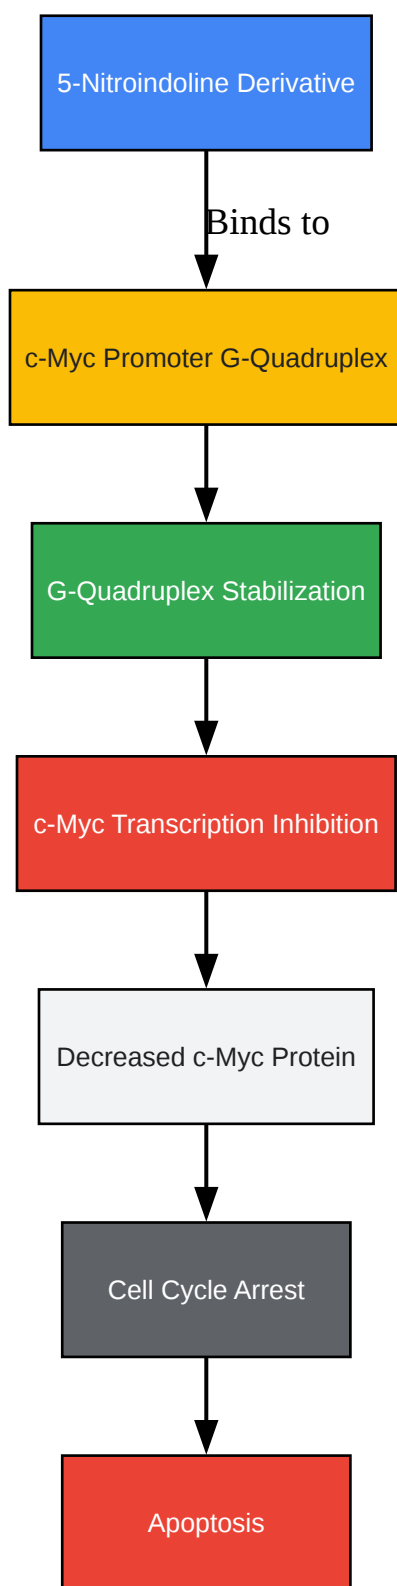 5-Nitroindoline Derivative
Binds to
c-Myc Promoter G-Quadruplex
G-Quadruplex Stabilization
c-Myc Transcription Inhibition
Decreased c-Myc Protein
Cell Cycle Arrest
Apoptosis